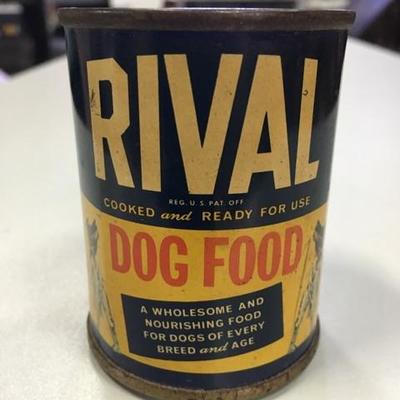 RIVAL
REG. U.S. PAT. OFF
COOKED and READY FOR USE
DOG FOOD
A WHOLESOME AND
NOURISHING FOOD
FOR DOGS OF EVERY
BREED and AGE